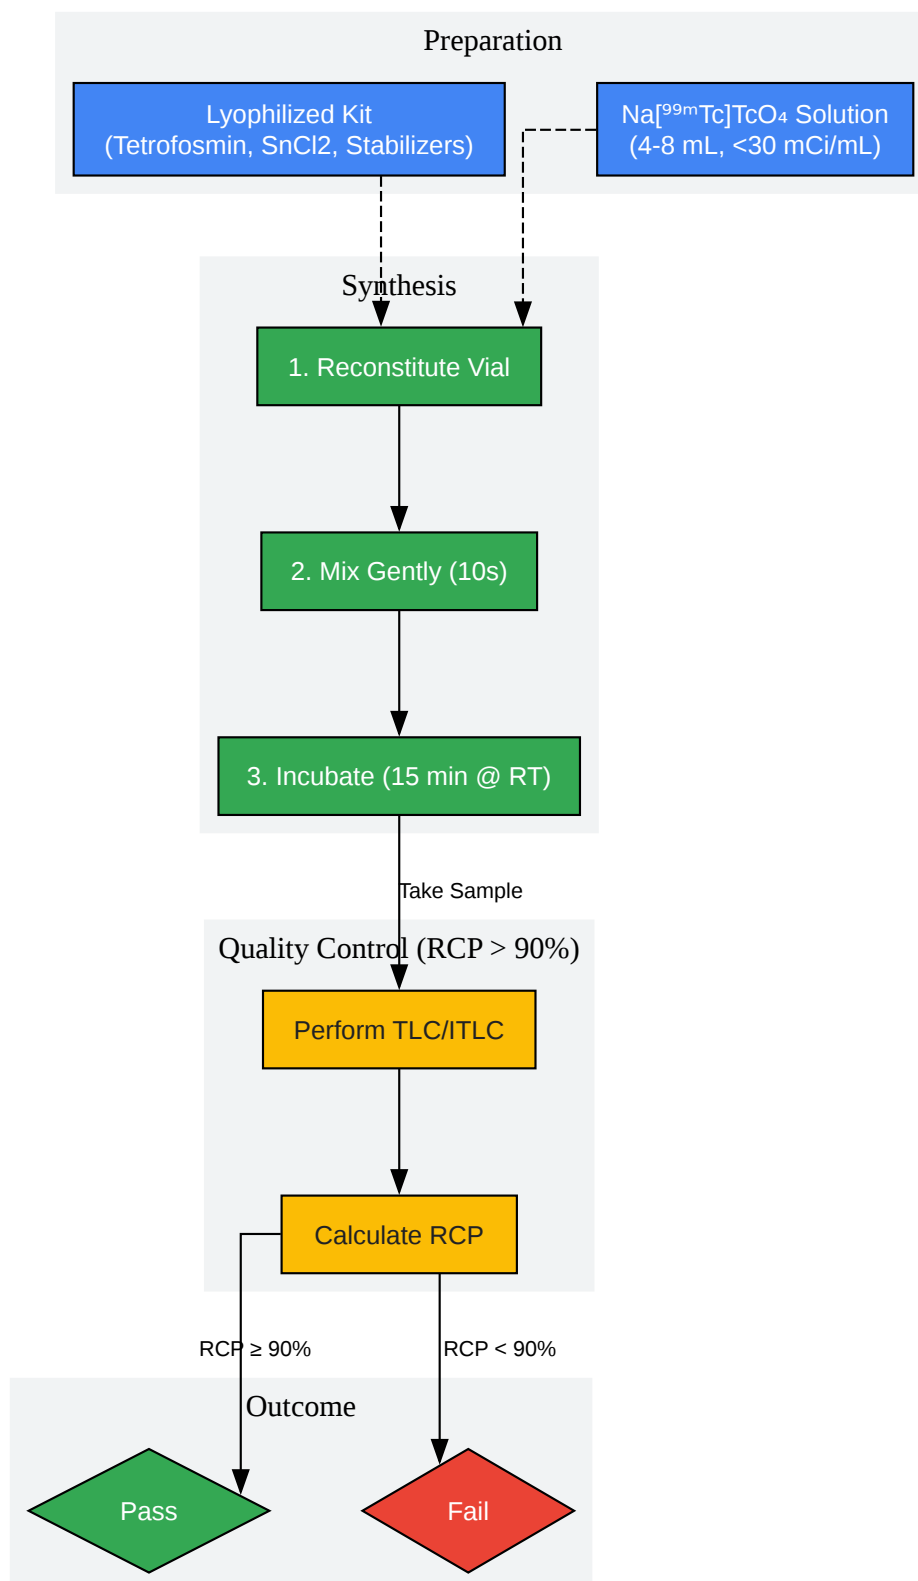 Preparation
Lyophilized Kit
(Tetrofosmin, SnCl2, Stabilizers)
Na[⁹⁹ᵐTc]TcO₄ Solution
(4-8 mL, <30 mCi/mL)
Synthesis
1. Reconstitute Vial
2. Mix Gently (10s)
3. Incubate (15 min @ RT)
Take Sample
Quality Control (RCP > 90%)
Perform TLC/ITLC
Calculate RCP
RCP ≥ 90%
RCP < 90%
Outcome
Pass
Fail